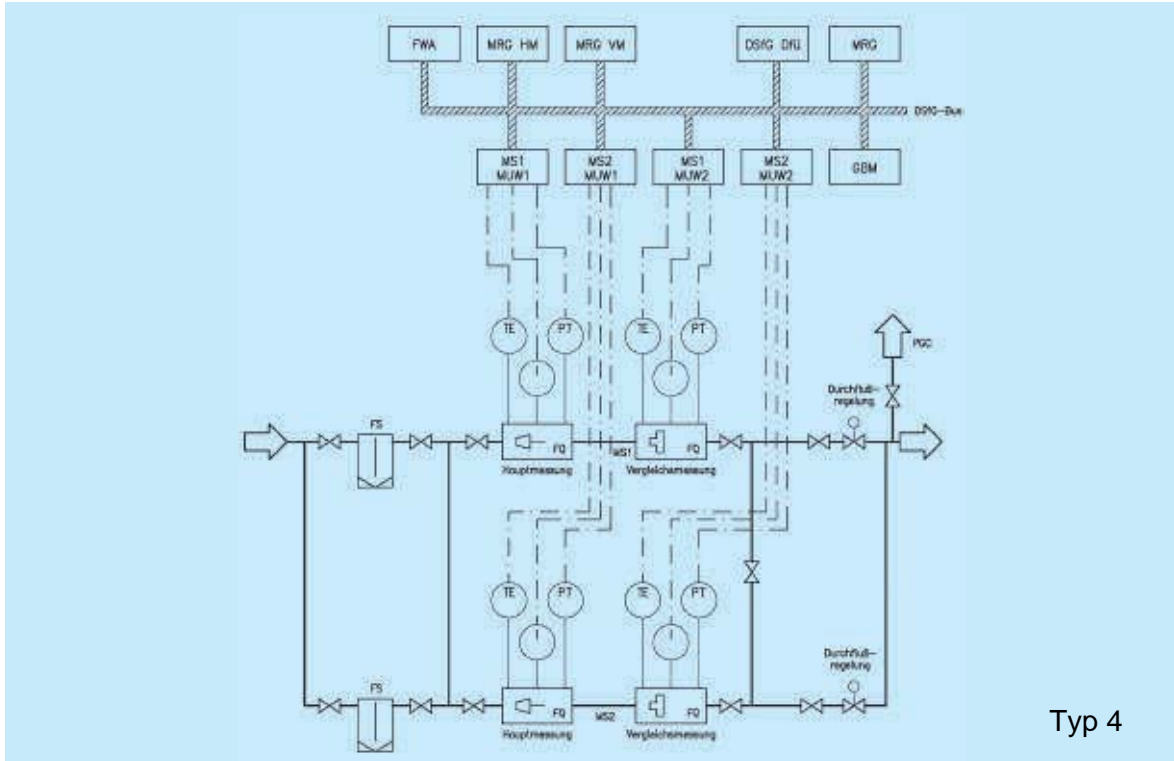 FWA
MRG HM
MRG VM
DSfG DfÜ
MRG
DSfG-Bus
MS1
MUW1
MS2
MUW1
MS1
MUW2
MS2
MUW2
GBM
TE
PT
TE
PT
PGC
Durchfluß-
regelung
FS
FQ
MS1
FQ
Hauptmessung
Vergleichsmessung
TE
PT
TE
PT
Durchfluß-
regelung
FS
FQ
MS2
FQ
Hauptmessung
Vergleichsmessung
Typ 4